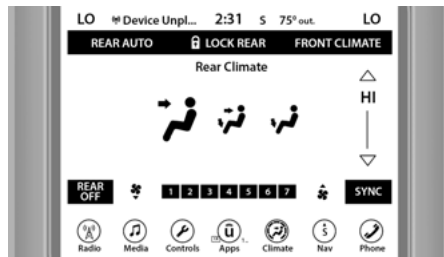 LO Device Unpl... 2:31 S 75° out. LO
REAR AUTO LOCK REAR FRONT CLIMATE
Rear Climate
HI
REAR OFF 1 2 3 4 5 6 7 SYNC
Radio Media Controls Apps Climate Nav Phone